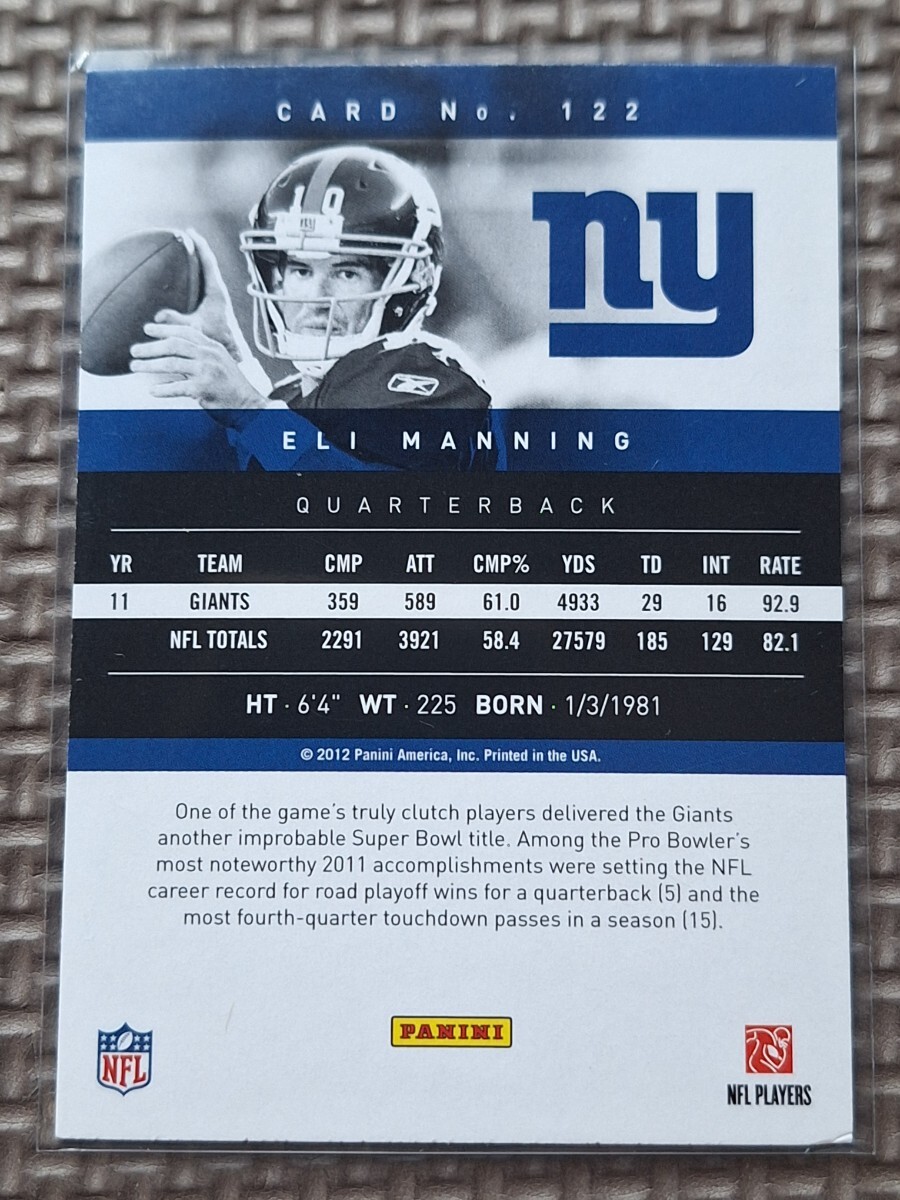 CARD No. 122
10
ny
ELI MANNING
QUARTERBACK
YR TEAM CMP ATT CMP% YDS TD INT RATE
11 GIANTS 359 589 61.0 4933 29 16 92.9
NFL TOTALS 2291 3921 58.4 27579 185 129 82.1
HT · 6'4" WT · 225 BORN · 1/3/1981
© 2012 Panini America, Inc. Printed in the USA.
One of the game's truly clutch players delivered the Giants
another improbable Super Bowl title. Among the Pro Bowler's
most noteworthy 2011 accomplishments were setting the NFL
career record for road playoff wins for a quarterback (5) and the
most fourth-quarter touchdown passes in a season (15).
NFL
PANINI
NFL PLAYERS